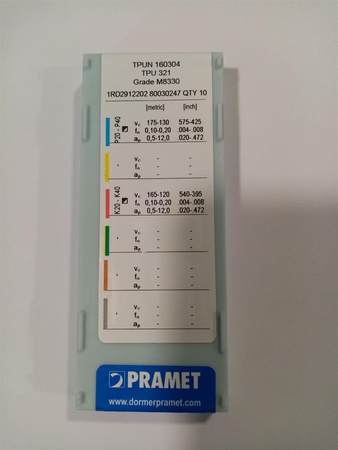 TPUN 160304
TPU 321
Grade M8330
1RD2912202 80030247 QTY 10
[metric] [inch]
P20 - P40
vc 175-130 575-425
fn 0,10-0,20 .004-.008
ap 0,5-12,0 .020-.472
vc - -
fn - -
ap - -
K20 - K40
vc 165-120 540-395
fn 0,10-0,20 .004-.008
ap 0,5-12,0 .020-.472
vc - -
fn - -
ap - -
vc - -
fn - -
ap - -
vc - -
fn - -
ap - -
PRAMET
www.dormerpramet.com